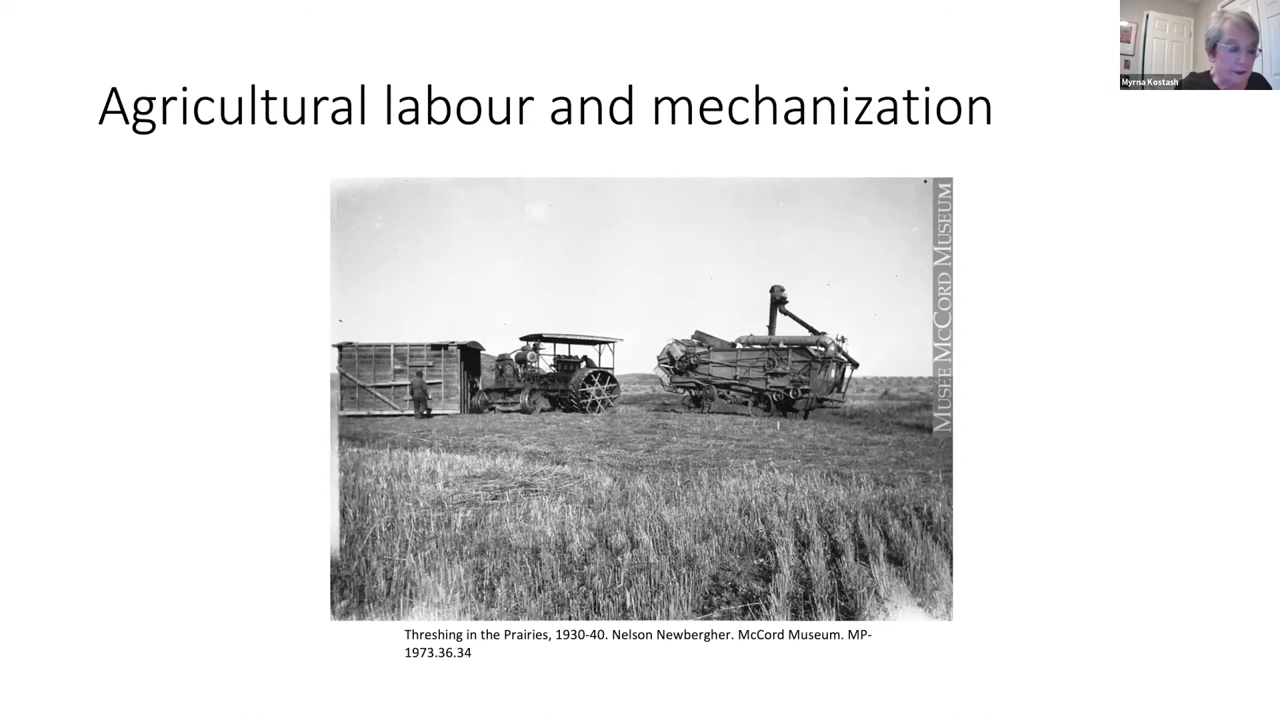 Myrna Kostash
Agricultural labour and mechanization
MUSÉE MCCORD MUSEUM
Threshing in the Prairies, 1930-40. Nelson Newbergher. McCord Museum. MP-
1973.36.34